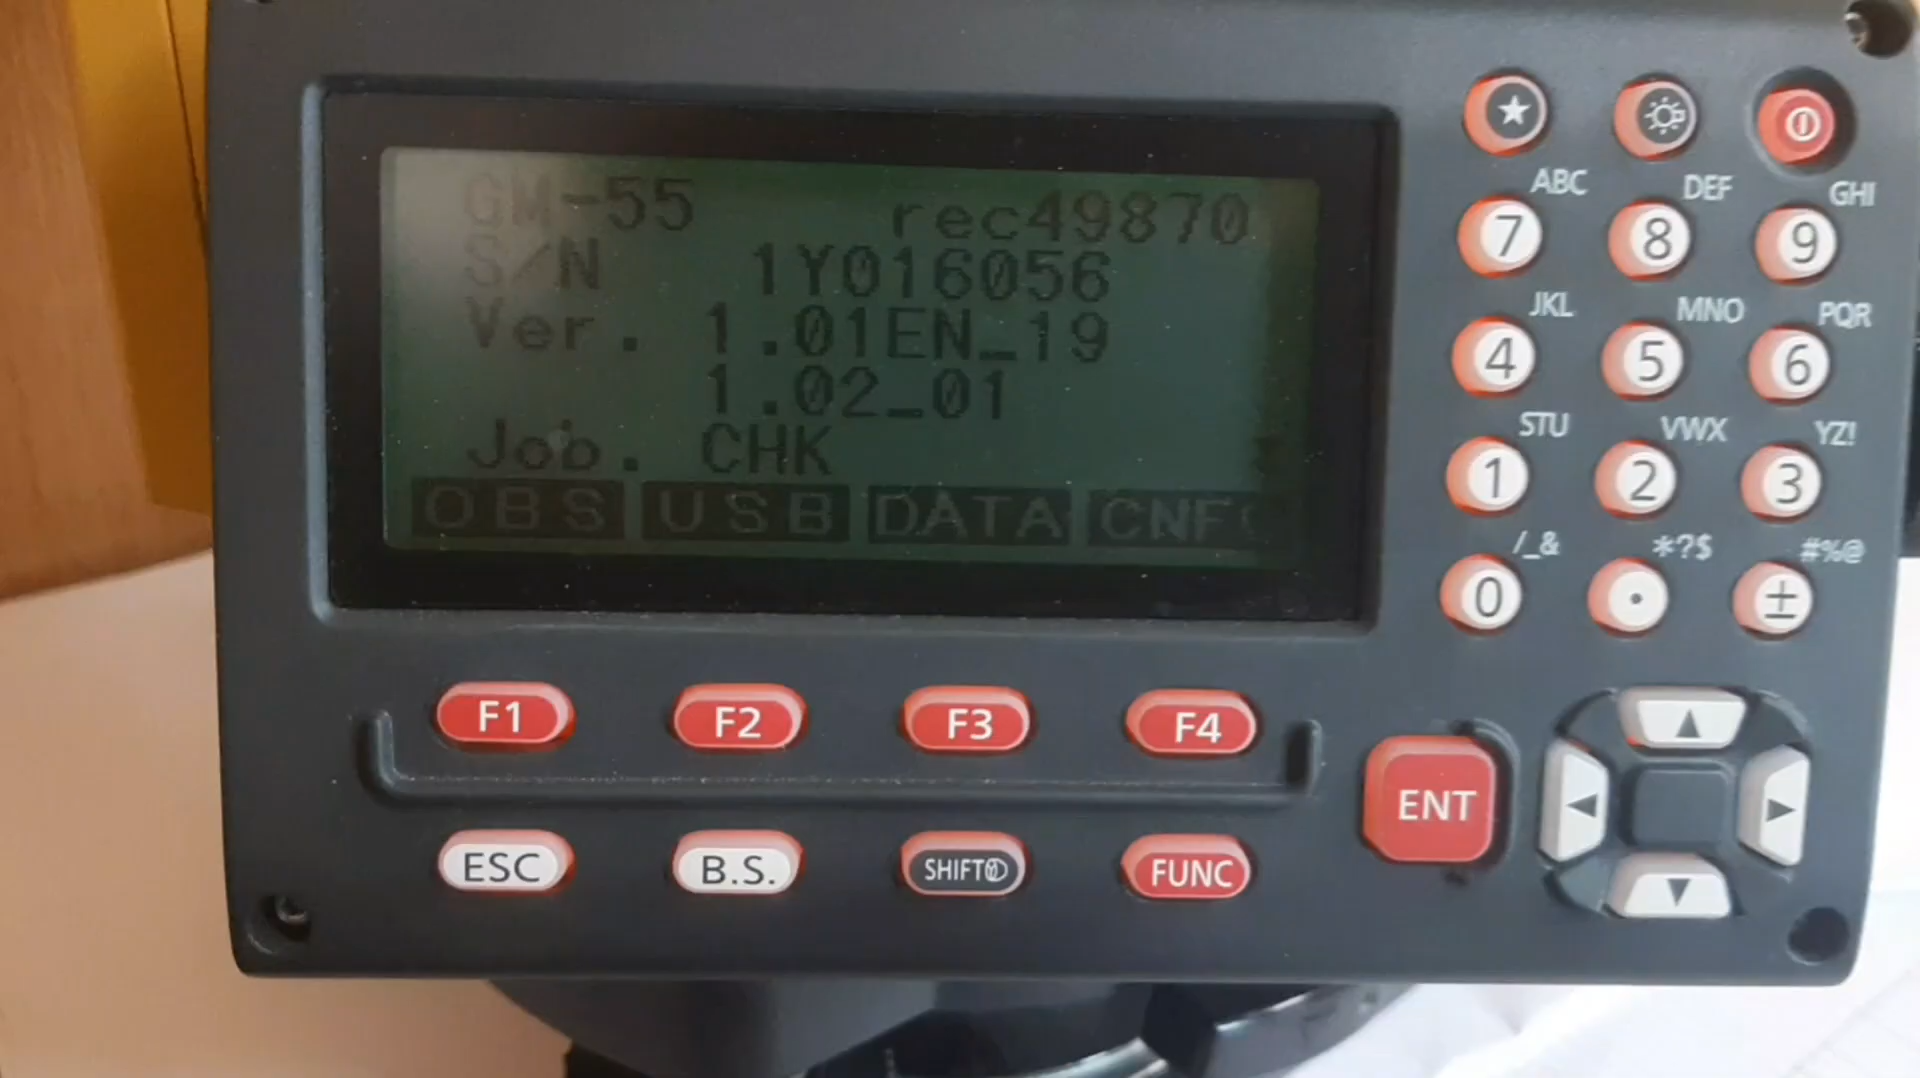 GM-55 rec49870
S/N 1Y016056
Ver. 1.01EN_19
1.02_01
Job. CHK
OBS USB DATA CNF
ABC DEF GHI
7 8 9
JKL MNO PQR
4 5 6
STU VWX YZ!
1 2 3
/_& *?$ #%@
0 • ±
F1 F2 F3 F4
ENT
ESC B.S. SHIFT FUNC